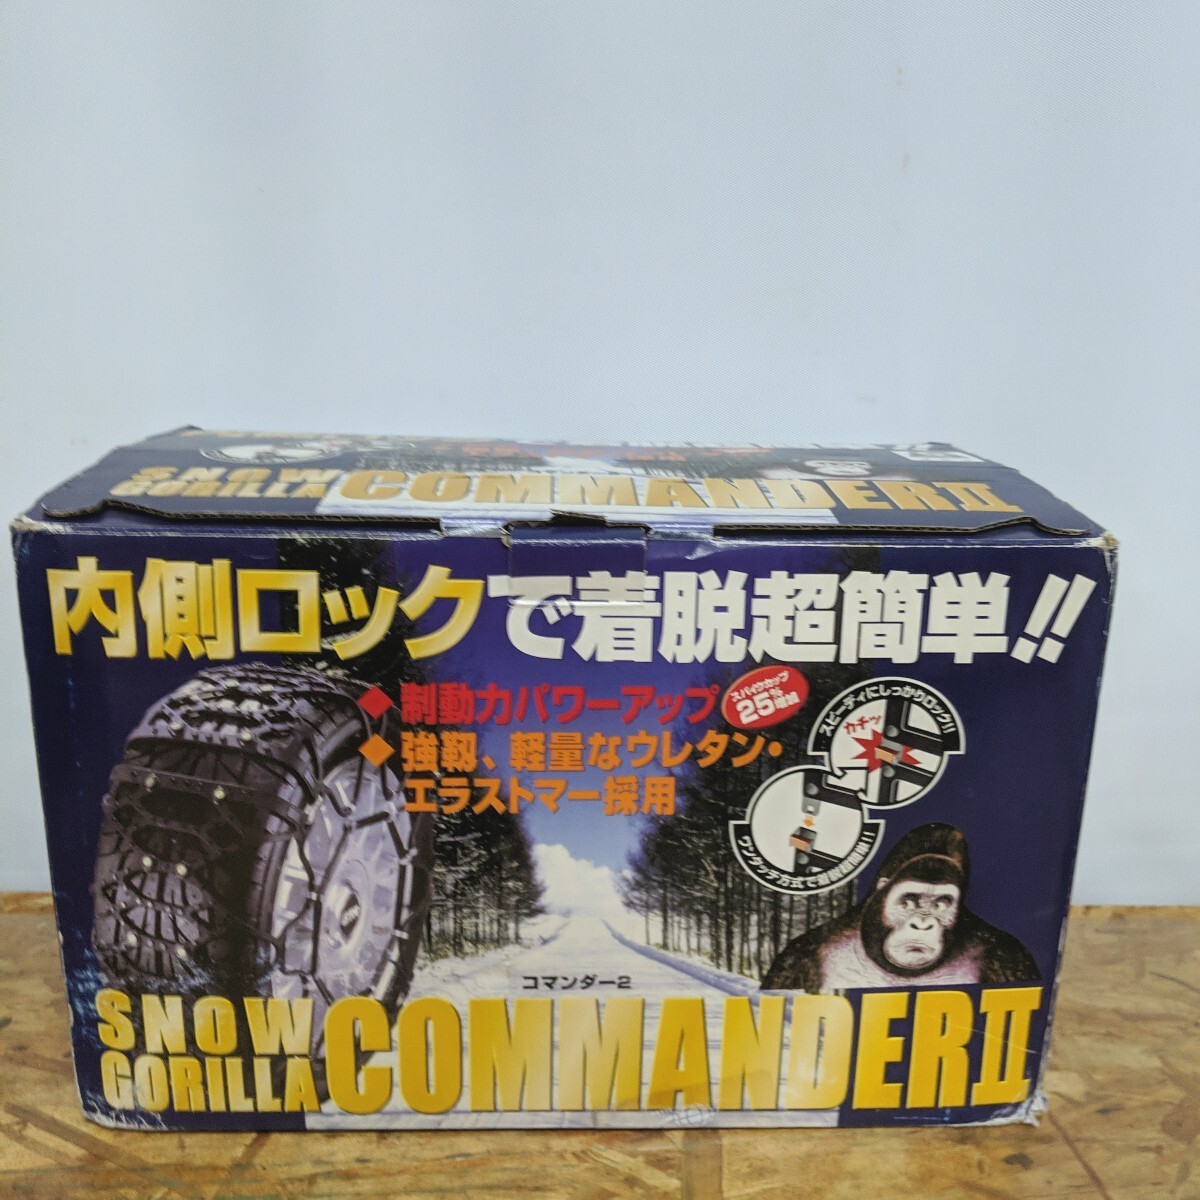 SNOW
GORILLA
COMMANDERⅡ
内側ロックで着脱超簡単!!
◆制動力パワーアップ
スパイクカップ
25%増線
◆強靱、軽量なウレタン・
エラストマー採用
スピーディにしっかりロック!!
カチッ
ワンタッチ方式で着脱超簡単!!
コマンダー2
SNOW
GORILLA
COMMANDERⅡ